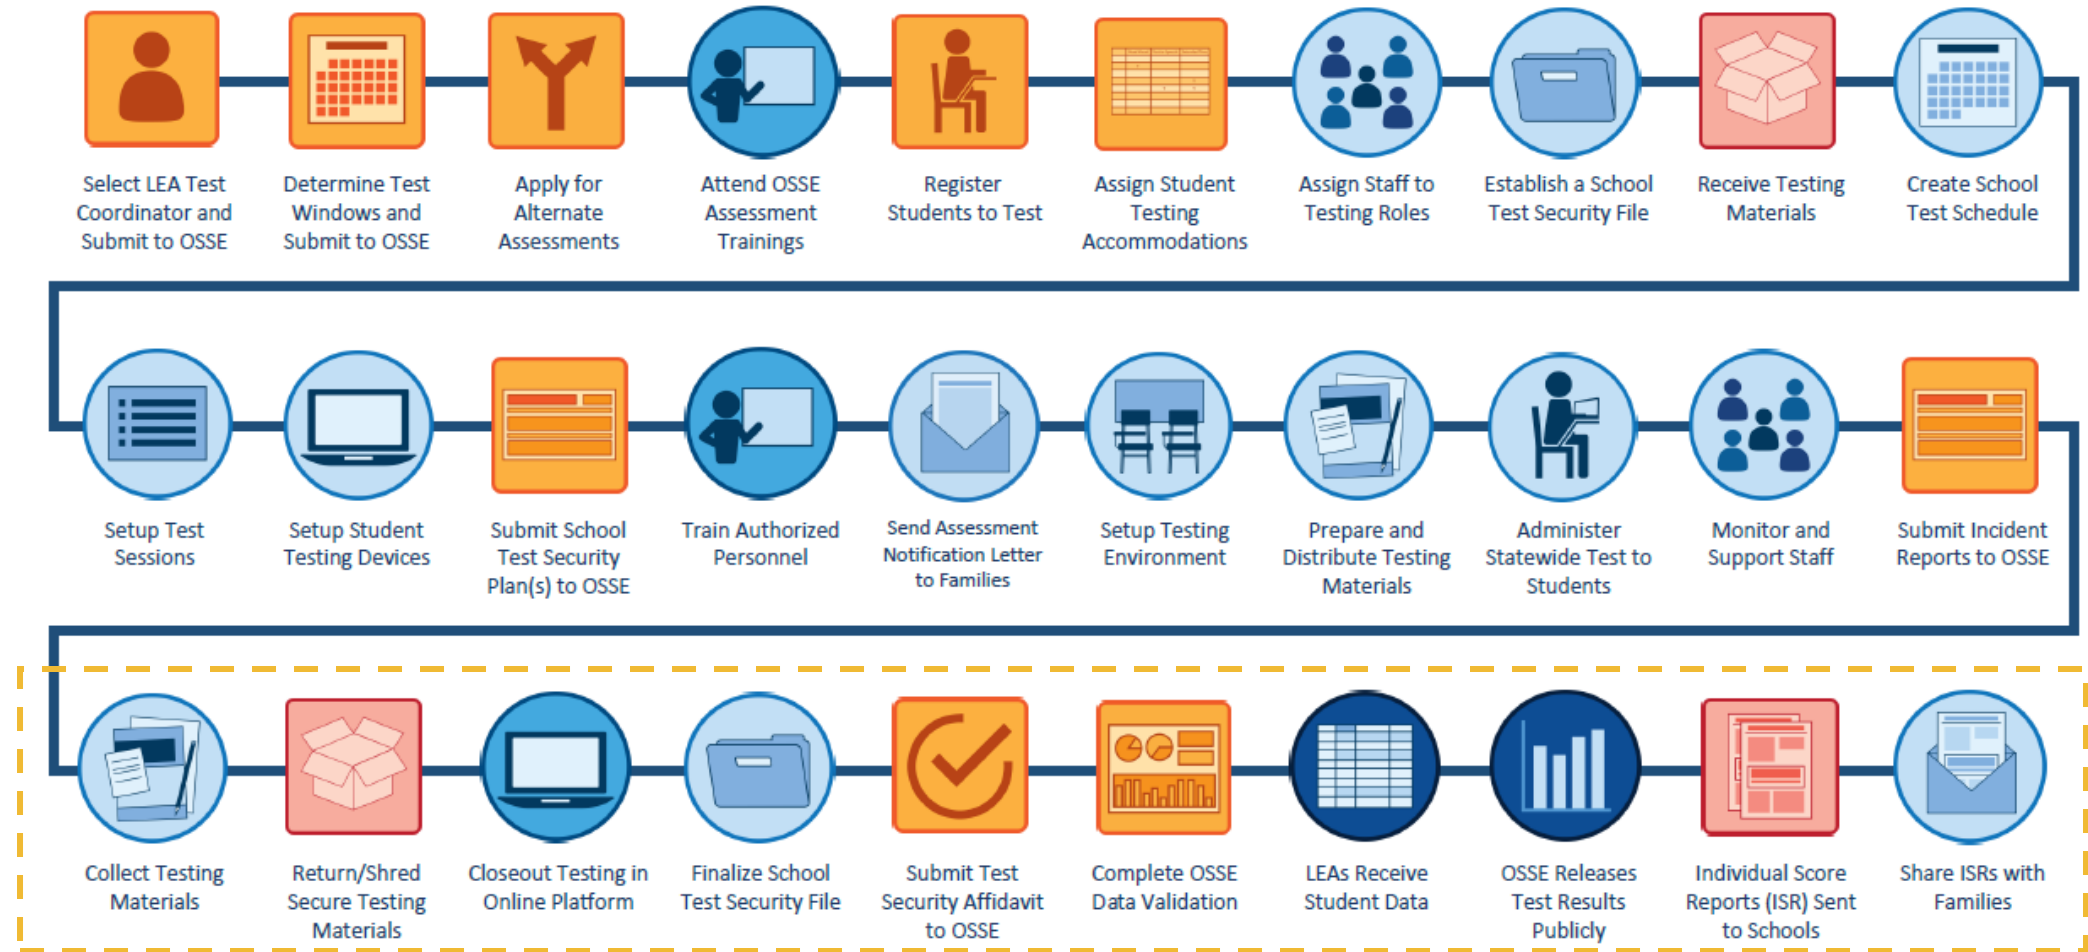 Select LEA Test
Coordinator and
Submit to OSSE
Determine Test
Windows and
Submit to OSSE
Apply for
Alternate
Assessments
Attend OSSE
Assessment
Trainings
Register
Students to Test
Assign Student
Testing
Accommodations
Assign Staff to
Testing Roles
Establish a School
Test Security File
Receive Testing
Materials
Create School
Test Schedule
Setup Test
Sessions
Setup Student
Testing Devices
Submit School
Test Security
Plan(s) to OSSE
Train Authorized
Personnel
Send Assessment
Notification Letter
to Families
Setup Testing
Environment
Prepare and
Distribute Testing
Materials
Administer
Statewide Test to
Students
Monitor and
Support Staff
Submit Incident
Reports to OSSE
Collect Testing
Materials
Return/Shred
Secure Testing
Materials
Closeout Testing in
Online Platform
Finalize School
Test Security File
Submit Test
Security Affidavit
to OSSE
Complete OSSE
Data Validation
LEAs Receive
Student Data
OSSE Releases
Test Results
Publicly
Individual Score
Reports (ISR) Sent
to Schools
Share ISRs with
Families